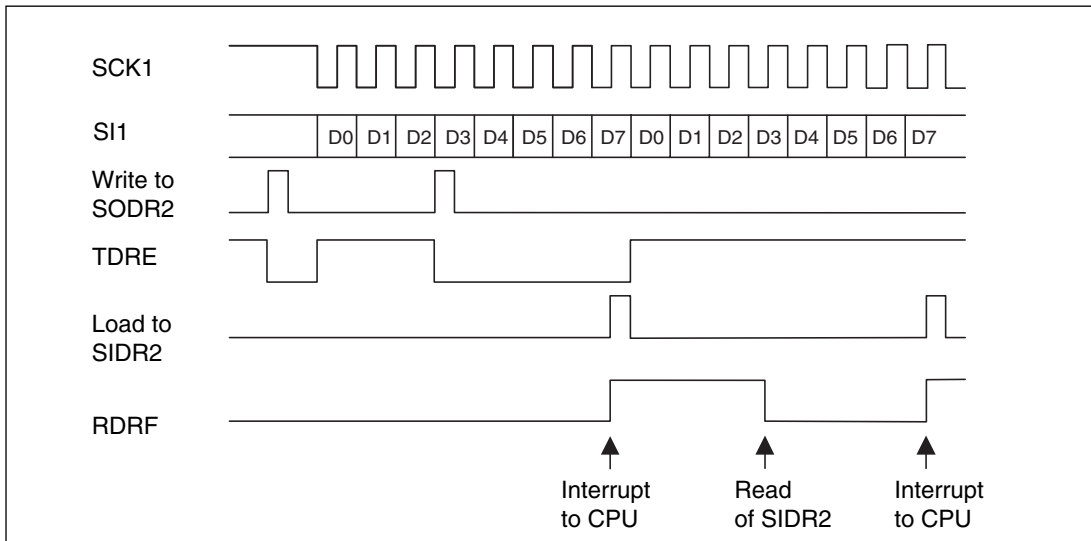 SCK1
SI1
D0 D1 D2 D3 D4 D5 D6 D7 D0 D1 D2 D3 D4 D5 D6 D7
Write to
SODR2
TDRE
Load to
SIDR2
RDRF
Interrupt
to CPU
Read
of SIDR2
Interrupt
to CPU